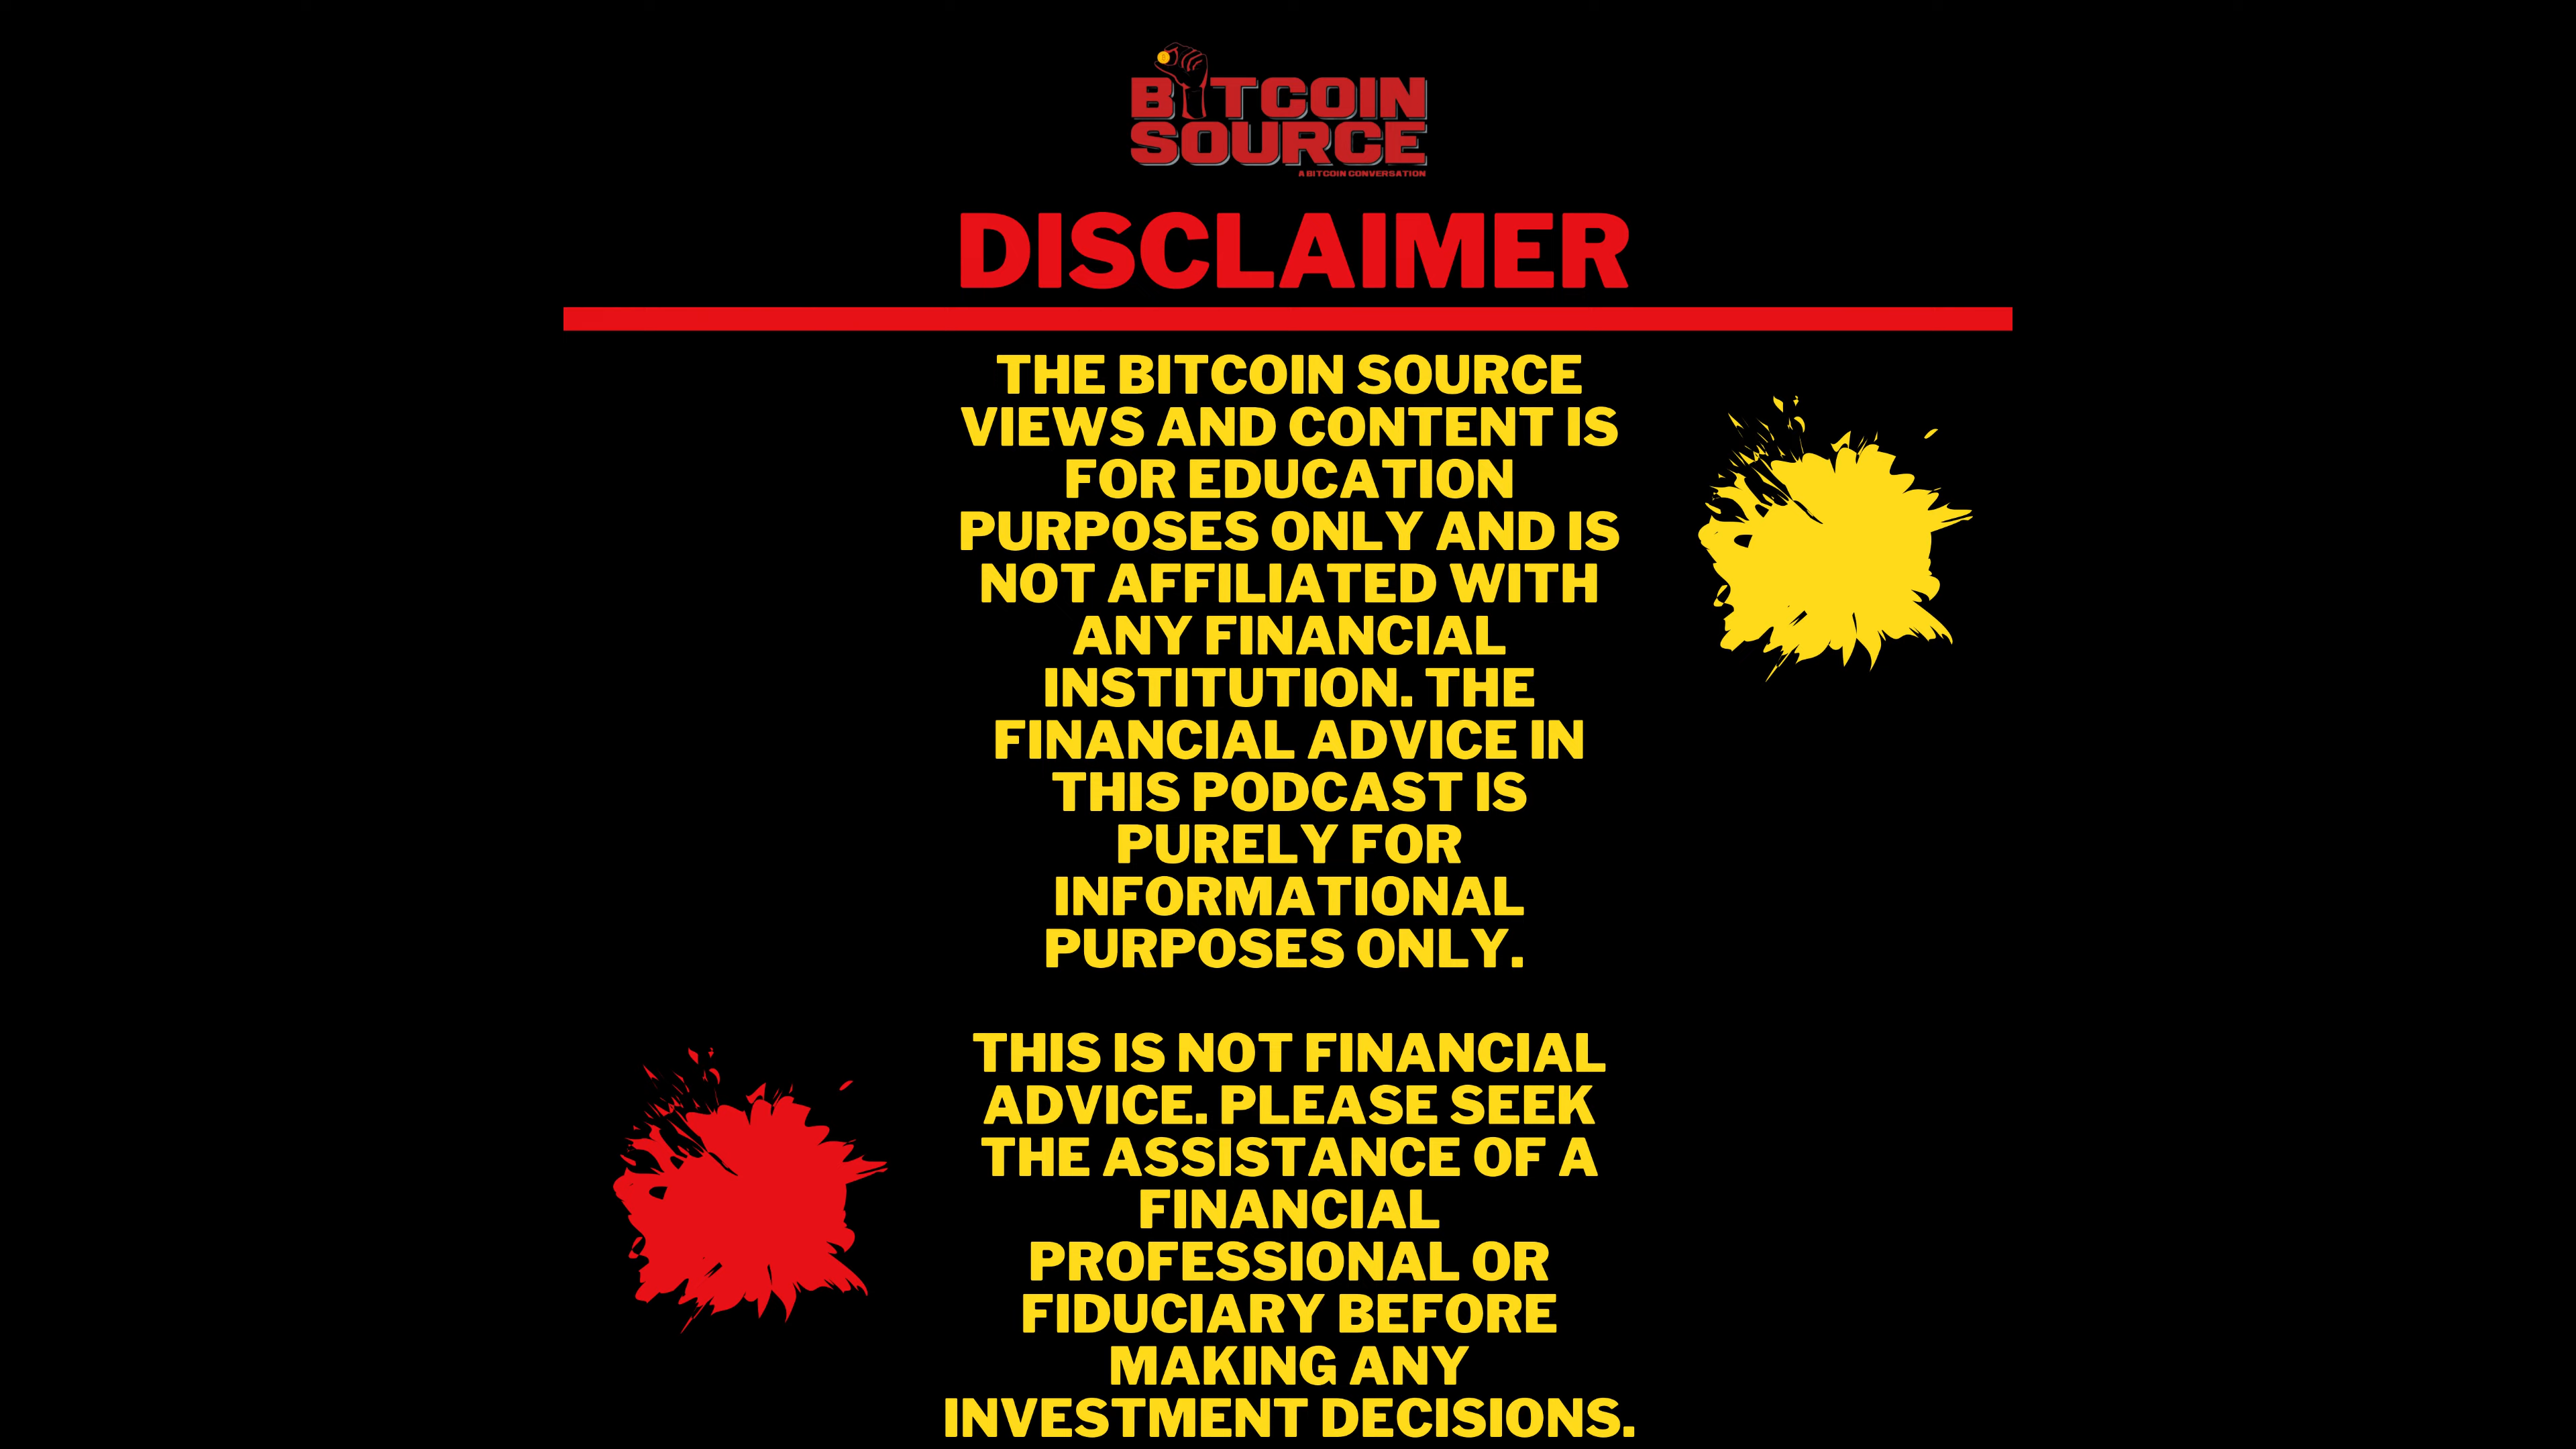 BITCOIN
SOURCE
A BITCOIN CONVERSATION
DISCLAIMER
THE BITCOIN SOURCE
VIEWS AND CONTENT IS
FOR EDUCATION
PURPOSES ONLY AND IS
NOT AFFILIATED WITH
ANY FINANCIAL
INSTITUTION. THE
FINANCIAL ADVICE IN
THIS PODCAST IS
PURELY FOR
INFORMATIONAL
PURPOSES ONLY.
THIS IS NOT FINANCIAL
ADVICE. PLEASE SEEK
THE ASSISTANCE OF A
FINANCIAL
PROFESSIONAL OR
FIDUCIARY BEFORE
MAKING ANY
INVESTMENT DECISIONS.